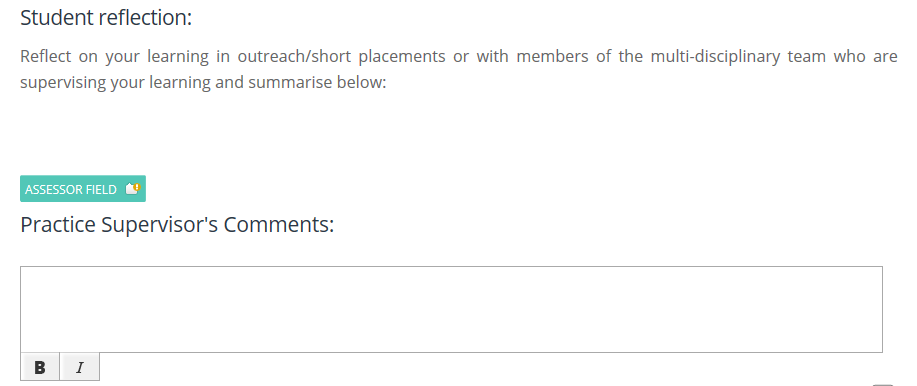 Student reflection:
Reflect on your learning in outreach/short placements or with members of the multi-disciplinary team who are
supervising your learning and summarise below:
ASSESSOR FIELD
Practice Supervisor's Comments:
B I